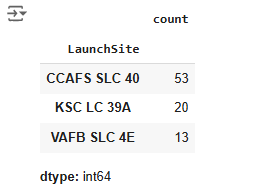 count
LaunchSite
CCAFS SLC 40 53
KSC LC 39A 20
VAFB SLC 4E 13
dtype: int64